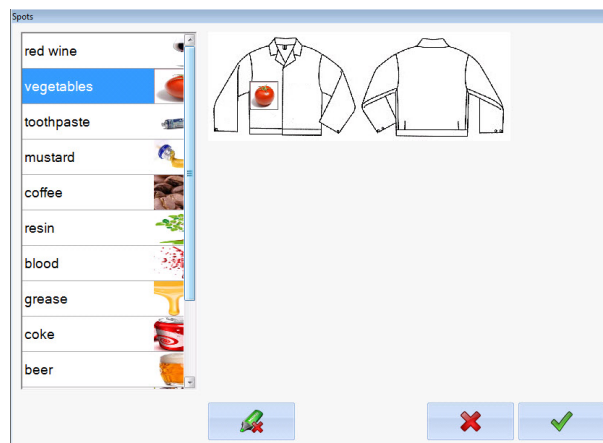 Spots
red wine
vegetables
toothpaste
mustard
coffee
resin
blood
grease
coke
beer